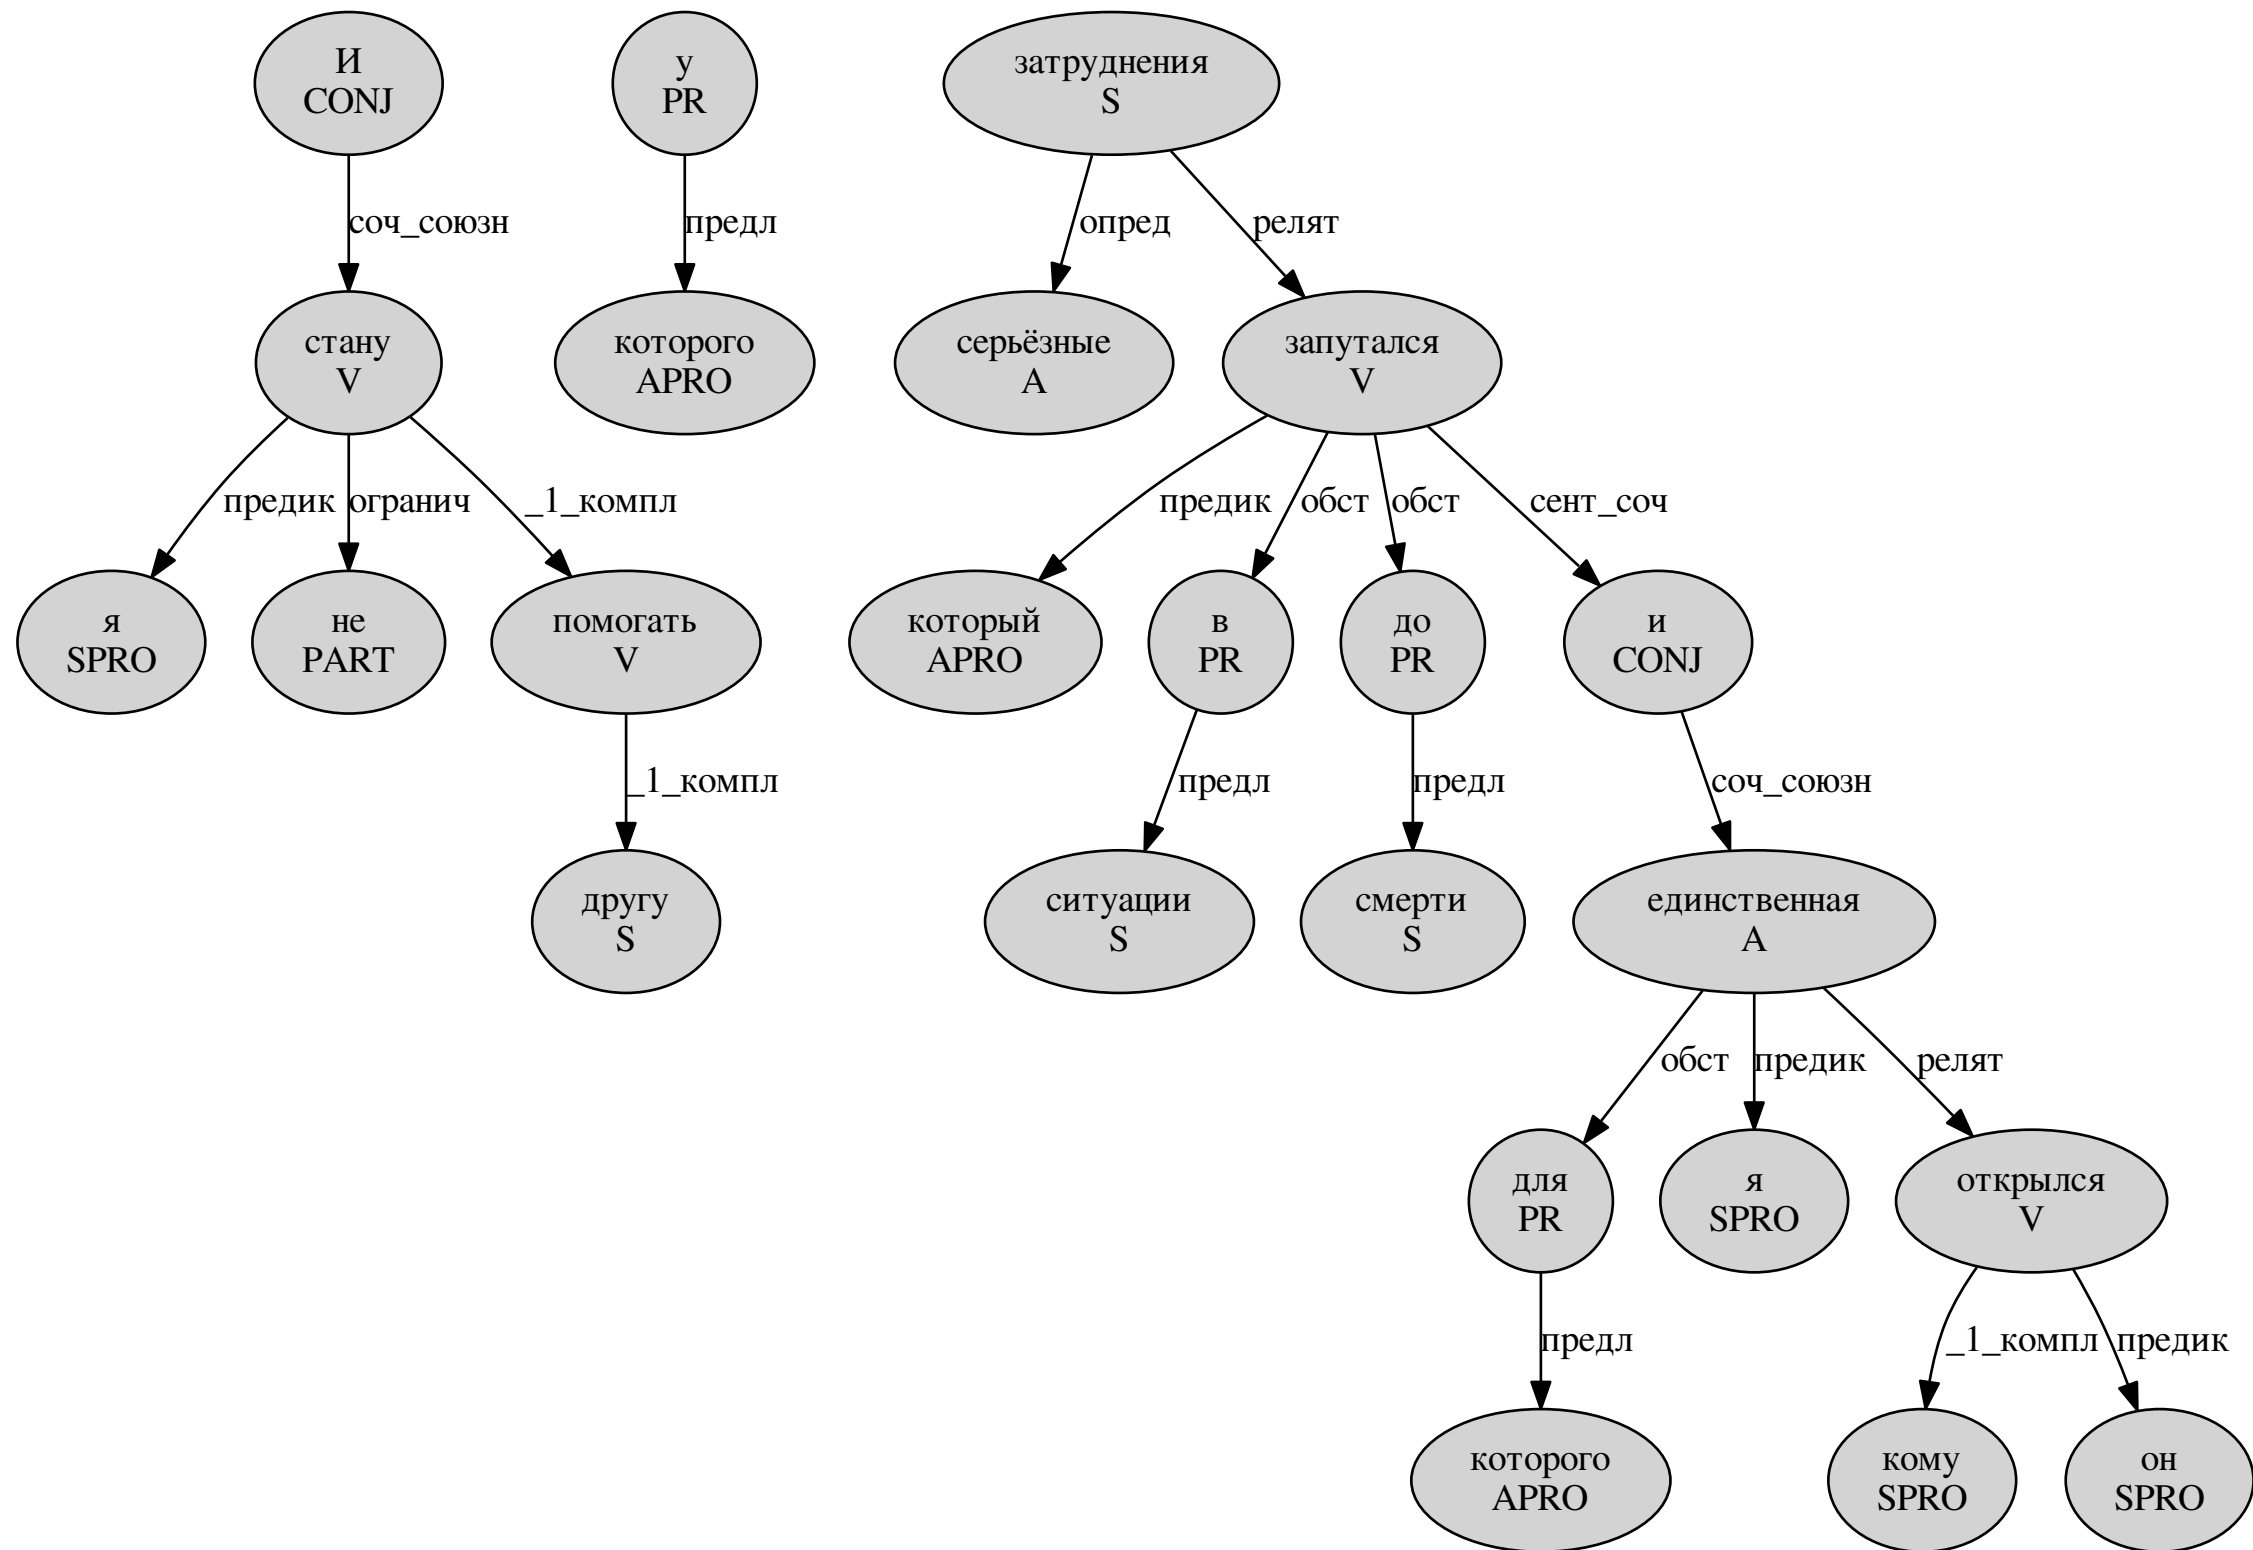 И
CONJ
у
PR
затруднения
S
соч_союзн
предл
опред
релят
стану
V
которого
APRO
серьёзные
A
запутался
V
предик
огранич
_1_компл
предик
обст
обст
сент_соч
я
SPRO
не
PART
помогать
V
который
APRO
в
PR
до
PR
и
CONJ
_1_компл
предл
предл
соч_союзн
другу
S
ситуации
S
смерти
S
единственная
A
обст
предик
релят
для
PR
я
SPRO
открылся
V
предл
_1_компл
предик
которого
APRO
кому
SPRO
он
SPRO